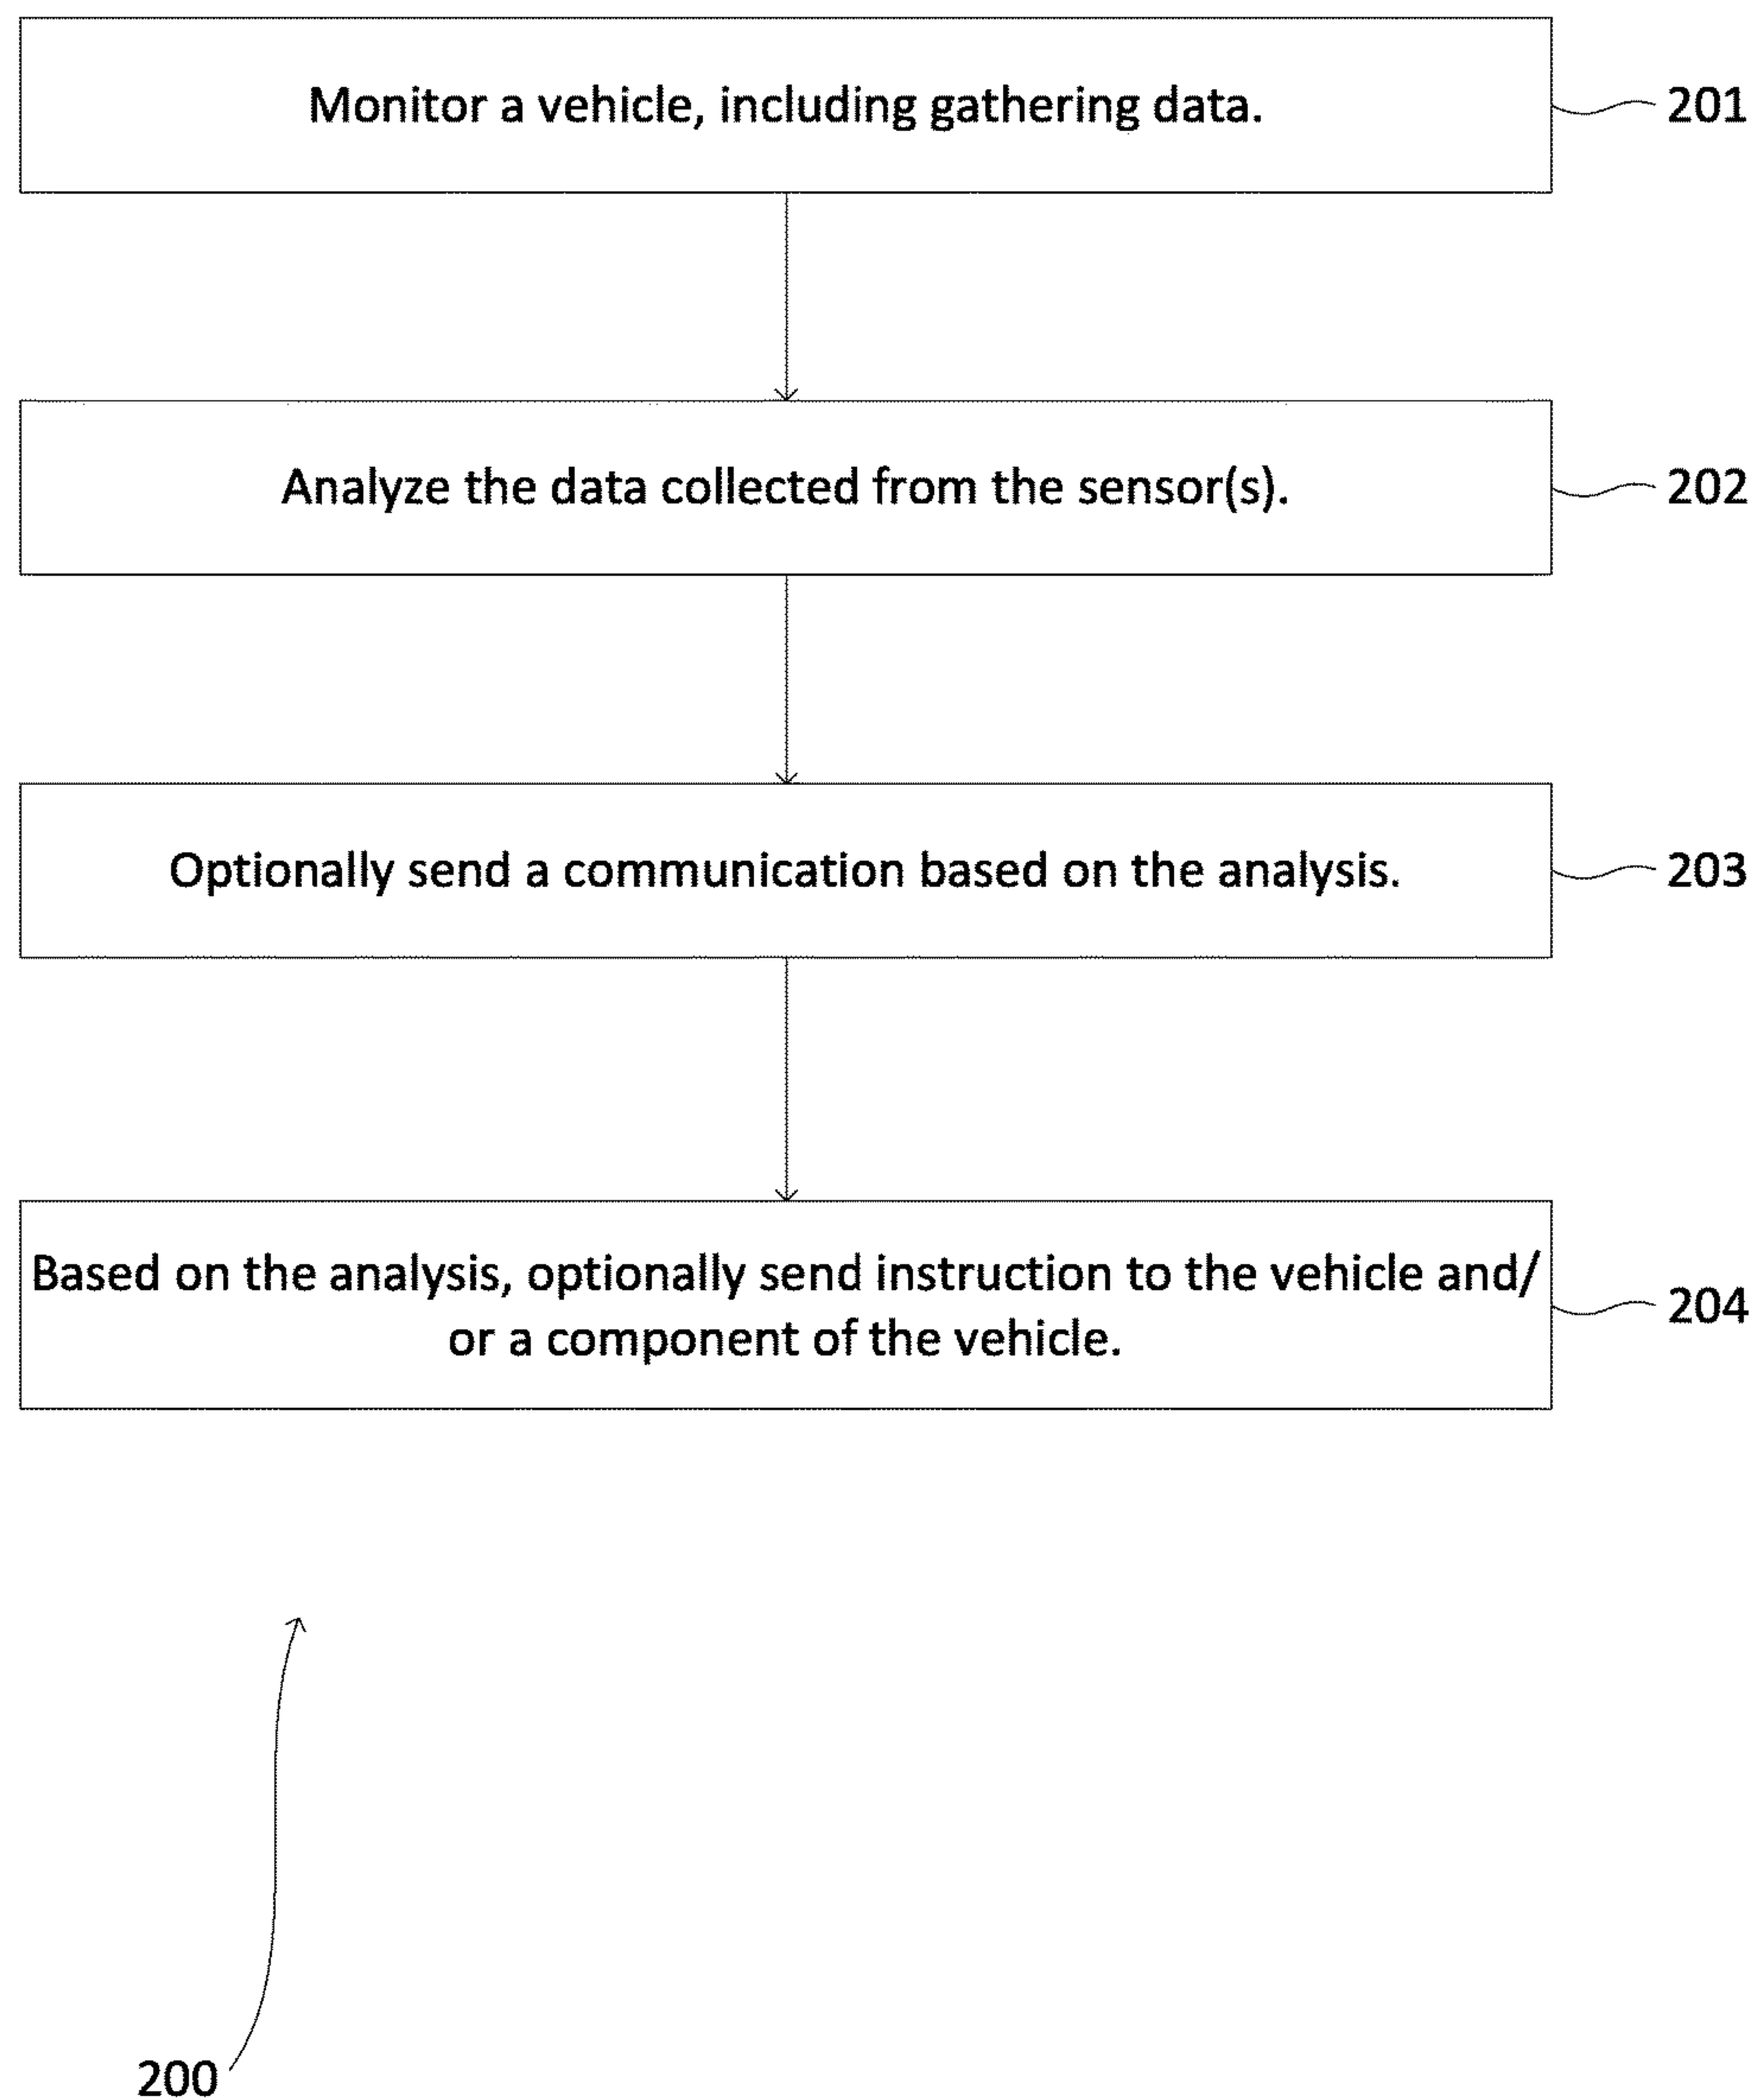 Monitor a vehicle, including gathering data.
201
Analyze the data collected from the sensor(s).
202
Optionally send a communication based on the analysis.
203
Based on the analysis, optionally send instruction to the vehicle and/
or a component of the vehicle.
204
200